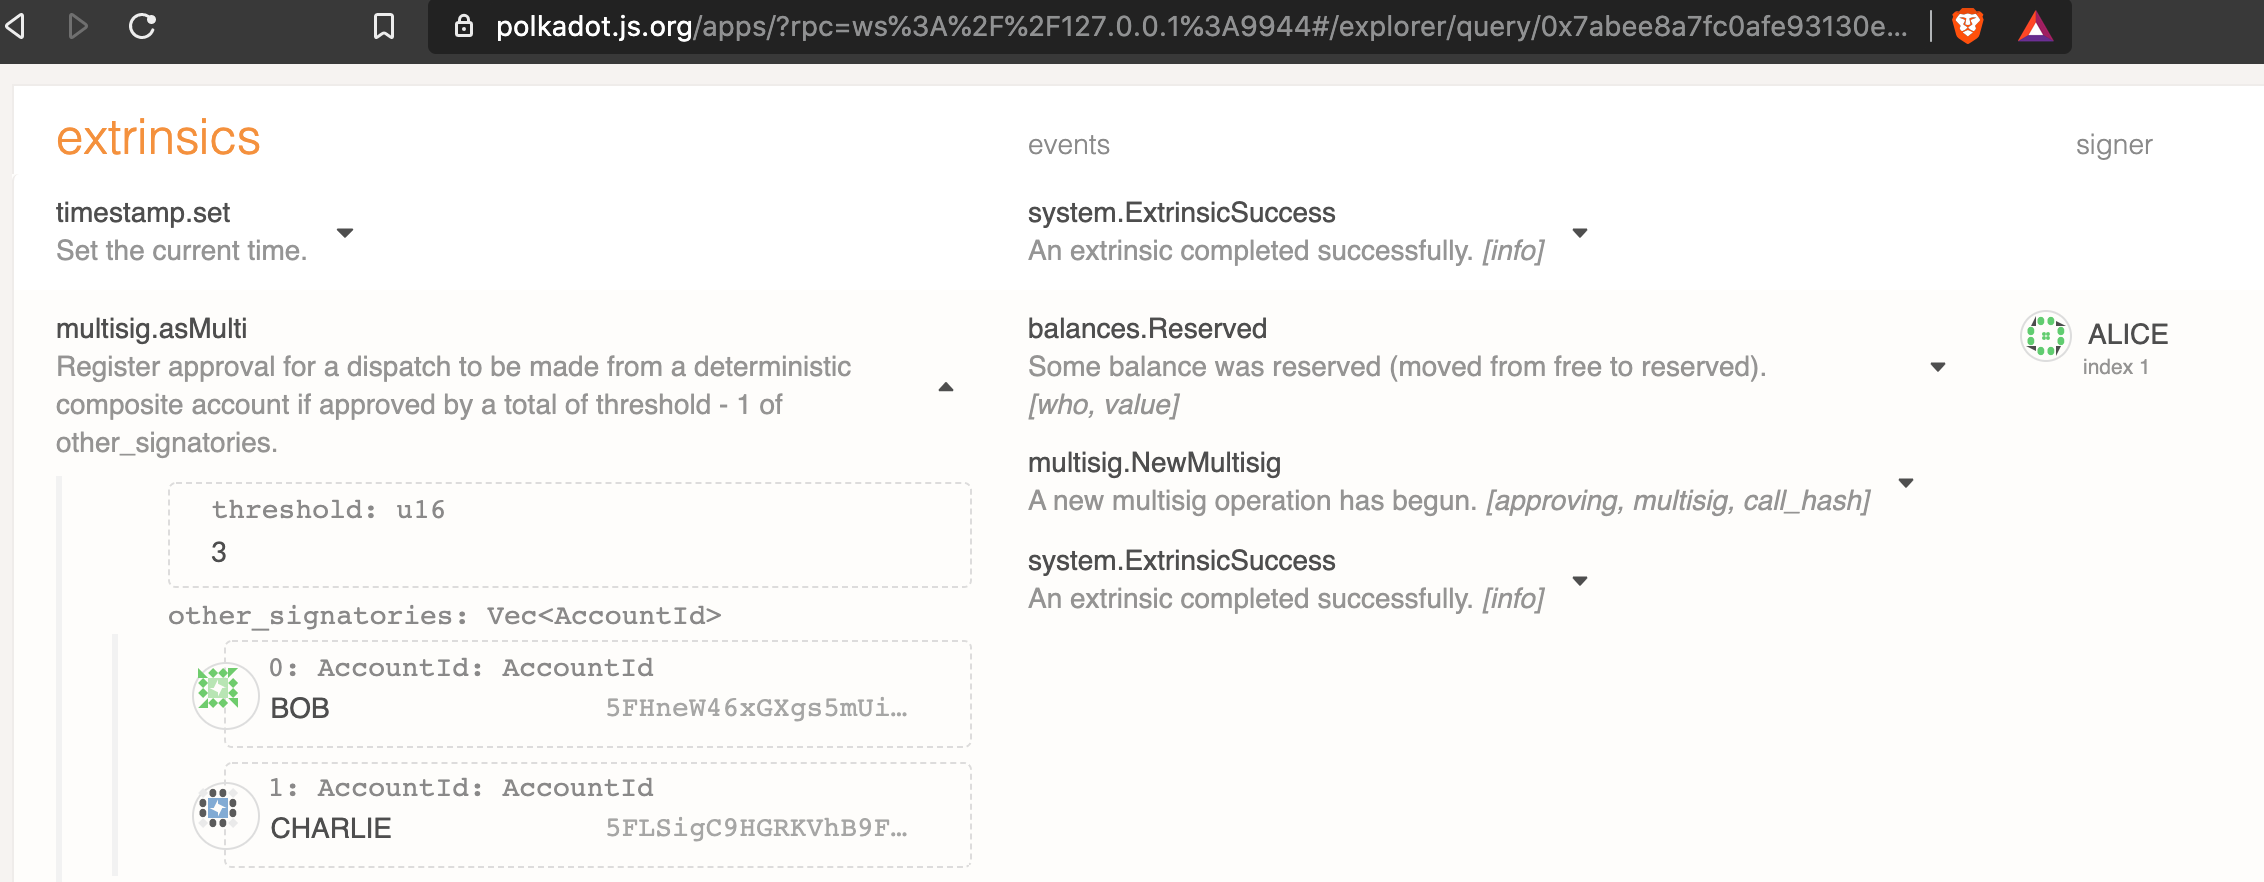 polkadot.js.org/apps/?rpc=ws%3A%2F%2F127.0.0.1%3A9944#/explorer/query/0x7abee8a7fc0afe93130e...
extrinsics
events
signer
timestamp.set
Set the current time.
system.ExtrinsicSuccess
An extrinsic completed successfully. [info]
multisig.asMulti
Register approval for a dispatch to be made from a deterministic
composite account if approved by a total of threshold - 1 of
other_signatories.
balances.Reserved
Some balance was reserved (moved from free to reserved).
[who, value]
ALICE
index 1
multisig.NewMultisig
A new multisig operation has begun. [approving, multisig, call_hash]
system.ExtrinsicSuccess
An extrinsic completed successfully. [info]
threshold: u16
3
other_signatories: Vec<AccountId>
0: AccountId: AccountId
BOB 5FHneW46xGXgs5mUi...
1: AccountId: AccountId
CHARLIE 5FLSigC9HGRKVhB9F...